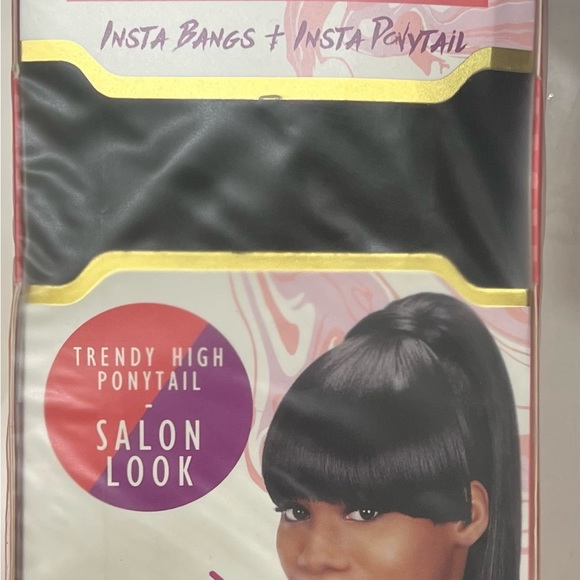 INSTA BANGS + INSTA PONYTAIL
TRENDY HIGH
PONYTAIL
-
SALON
LOOK